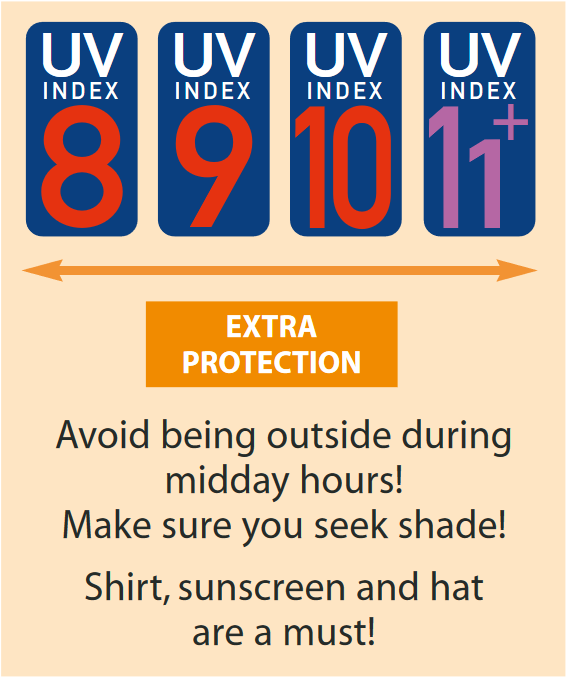 UV
INDEX
8
UV
INDEX
9
UV
INDEX
10
UV
INDEX
11+
EXTRA
PROTECTION
Avoid being outside during
midday hours!
Make sure you seek shade!
Shirt, sunscreen and hat
are a must!